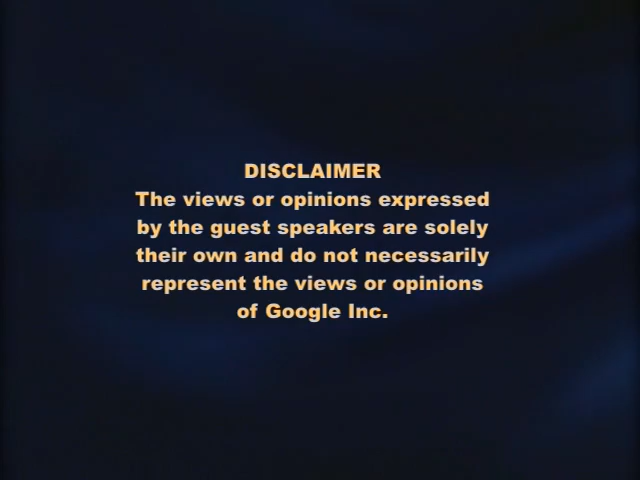 DISCLAIMER
The views or opinions expressed
by the guest speakers are solely
their own and do not necessarily
represent the views or opinions
of Google Inc.